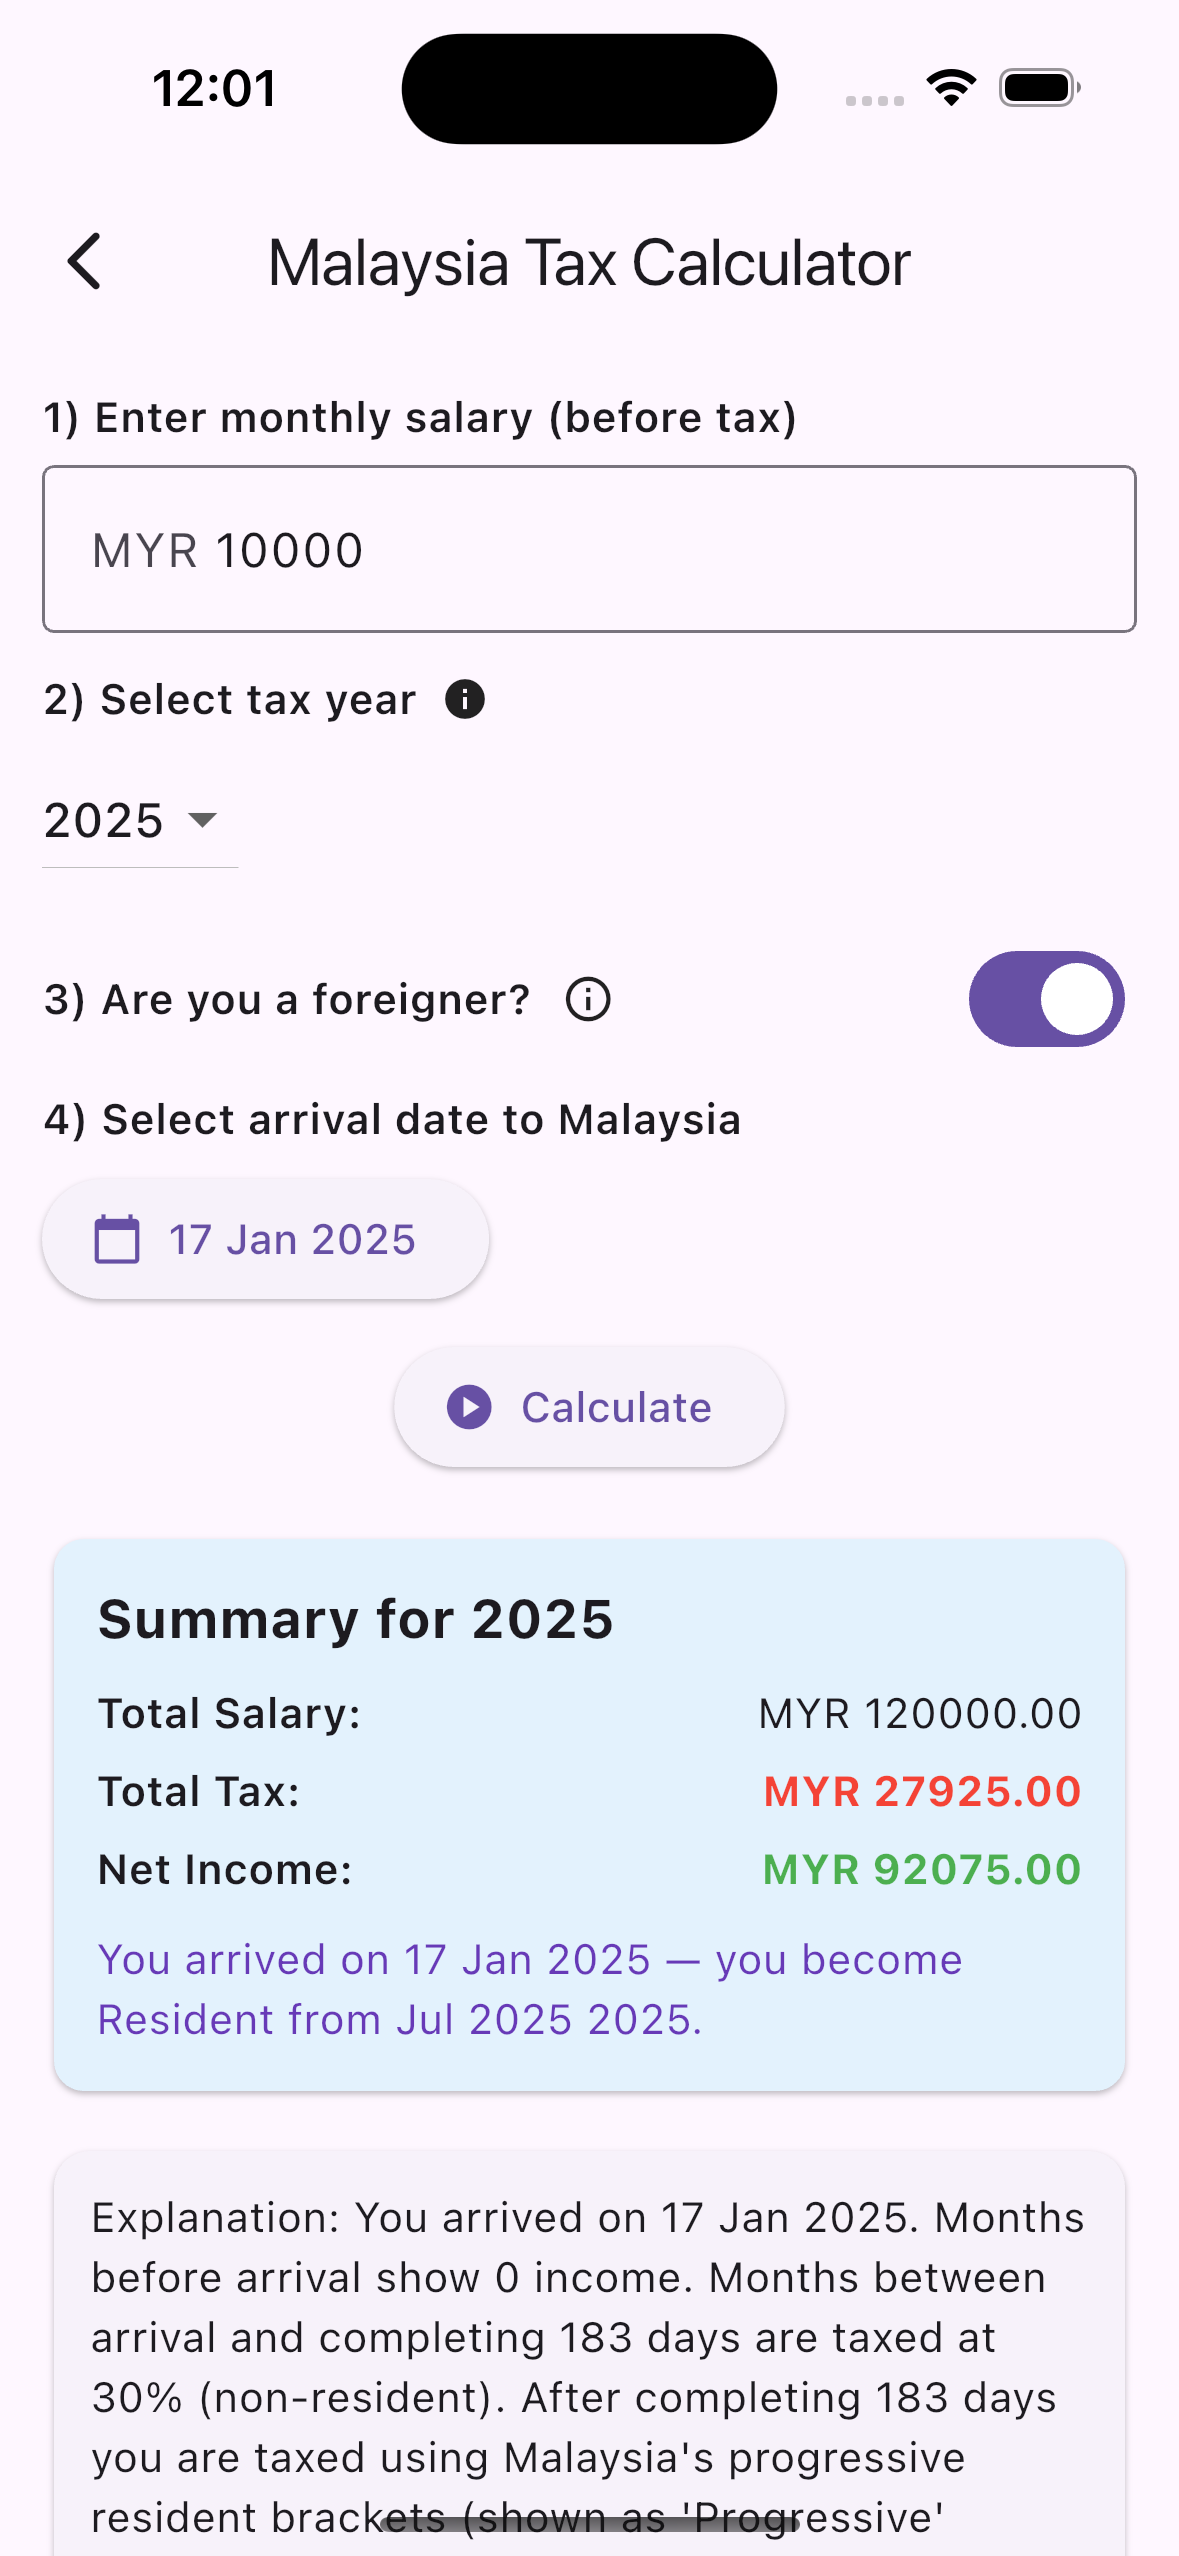 12:01
Malaysia Tax Calculator
1) Enter monthly salary (before tax)
MYR 10000
2) Select tax year
2025
3) Are you a foreigner?
4) Select arrival date to Malaysia
17 Jan 2025
Calculate
Summary for 2025
Total Salary: MYR 120000.00
Total Tax: MYR 27925.00
Net Income: MYR 92075.00
You arrived on 17 Jan 2025 — you become
Resident from Jul 2025 2025.
Explanation: You arrived on 17 Jan 2025. Months
before arrival show 0 income. Months between
arrival and completing 183 days are taxed at
30% (non-resident). After completing 183 days
you are taxed using Malaysia's progressive
resident brackets (shown as 'Progressive'